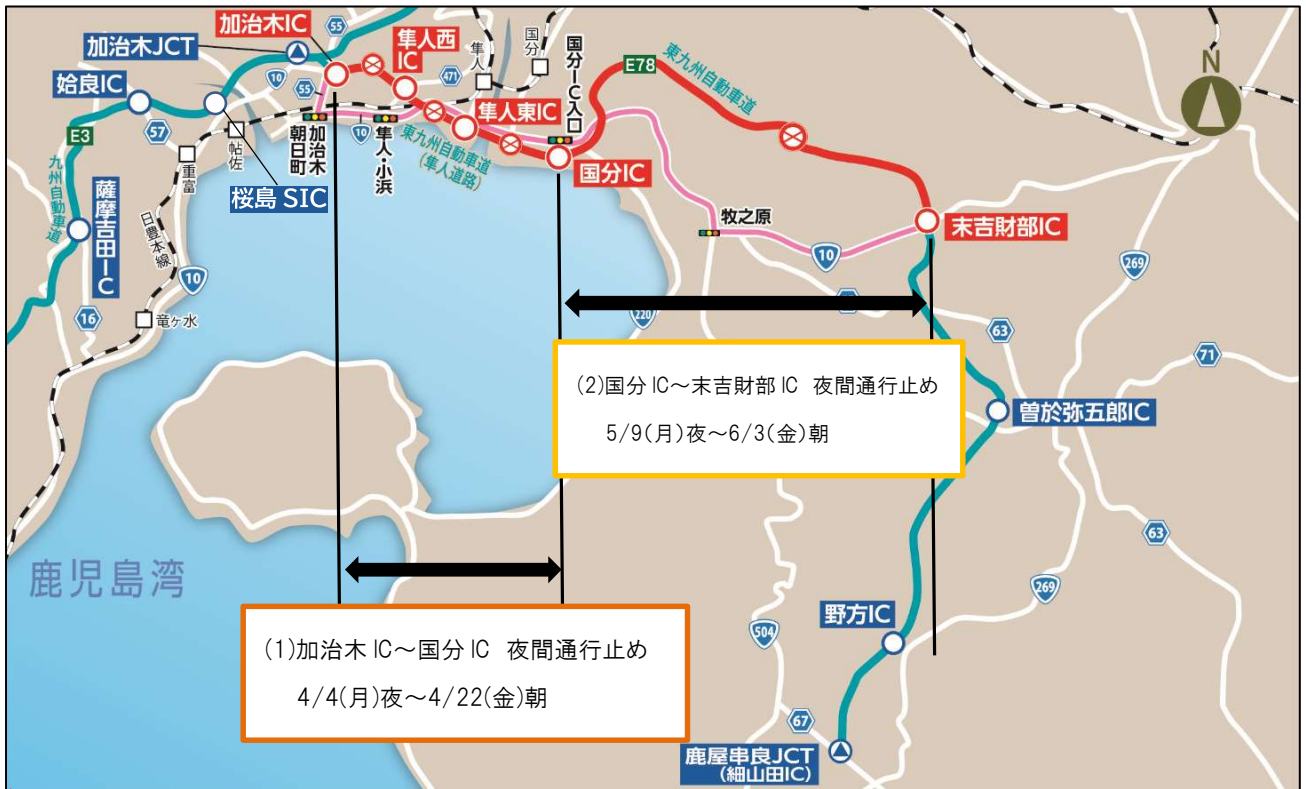 55
加治木IC
加治木JCT
隼人西
IC
隼人
国分
国分IC入口
E78
東九州自動車道
N
姶良IC
10
55
471
隼人東IC
E3
57
帖佐
重富
加治木
朝日町
10
隼人・小浜
東九州自動車道
(隼人道路)
国分IC
九州自動車道
薩摩吉田IC
桜島 SIC
日豊本線
10
牧之原
末吉財部IC
10
269
16
竜ヶ水
220
63
71
(2)国分 IC~末吉財部 IC 夜間通行止め
5/9(月)夜~6/3(金)朝
曽於弥五郎IC
63
鹿児島湾
269
(1)加治木 IC~国分 IC 夜間通行止め
4/4(月)夜~4/22(金)朝
504
野方IC
67
鹿屋串良JCT
(細山田IC)